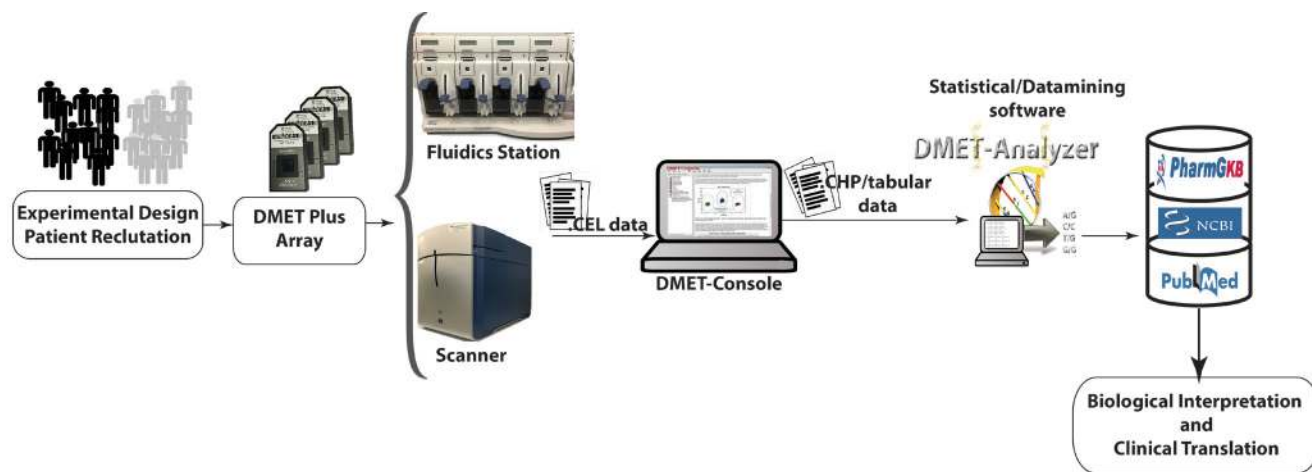 Experimental Design
Patient Reclutation
DMET Plus
Array
Fluidics Station
Scanner
.CEL data
DMET-Console
CHP/tabular
data
Statistical/Datamining
software
DMET-Analyzer
A/G
C/C
T/G
G/G
PharmGKB
NCBI
PubMed
Biological Interpretation
and
Clinical Translation